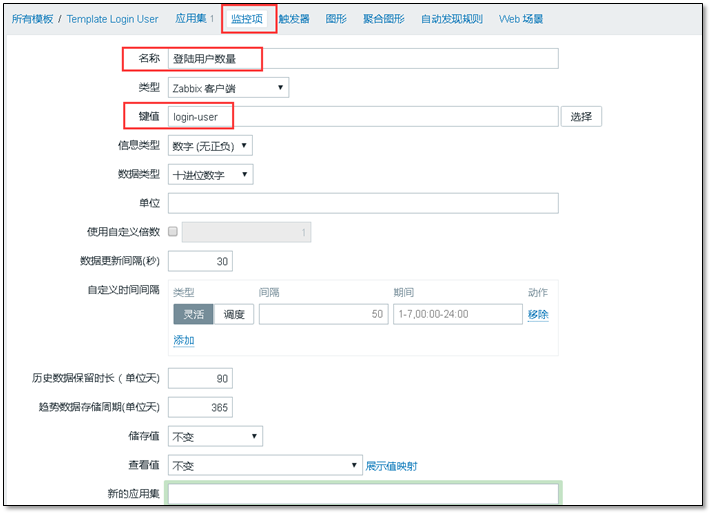 所有模板 / Template Login User 应用集 1 监控项 触发器 图形 聚合图形 自动发现规则 Web 场景
名称 登陆用户数量
类型 Zabbix 客户端
键值 login-user 选择
信息类型 数字 (无正负)
数据类型 十进位数字
单位
使用自定义倍数 1
数据更新间隔(秒) 30
自定义时间间隔 类型 间隔 期间 动作
灵活 调度 50 1-7,00:00-24:00 移除
添加
历史数据保留时长(单位天) 90
趋势数据存储周期(单位天) 365
储存值 不变
查看值 不变 展示值映射
新的应用集